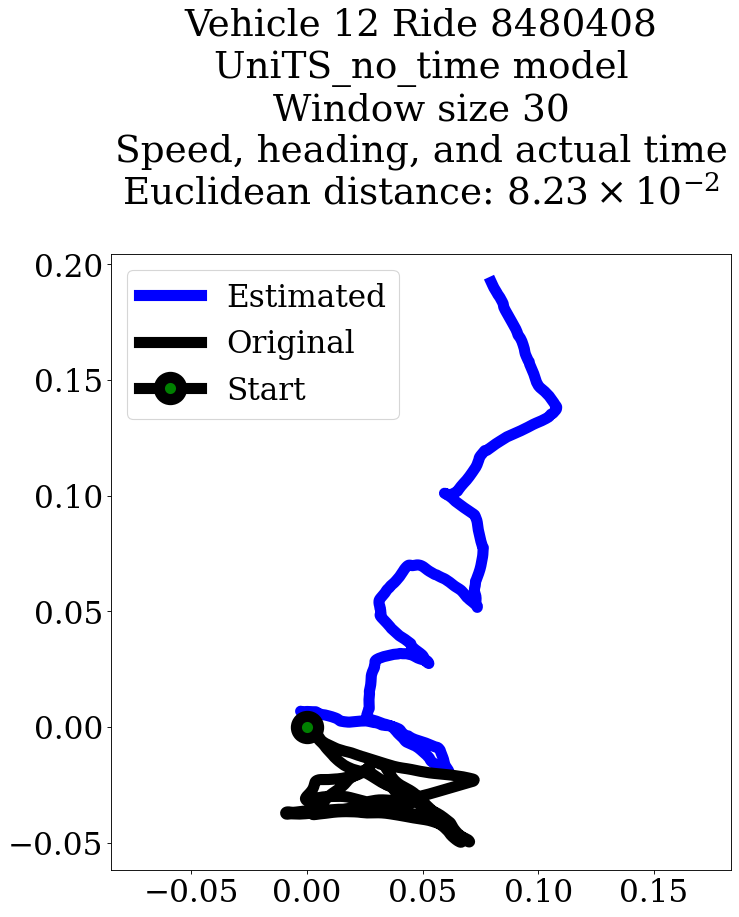 Vehicle 12 Ride 8480408
UniTS_no_time model
Window size 30
Speed, heading, and actual time
Euclidean distance: 8.23 × 10⁻²
0.20
Estimated
Original
0.15
Start
0.10
0.05
0.00
−0.05
−0.05 0.00 0.05 0.10 0.15